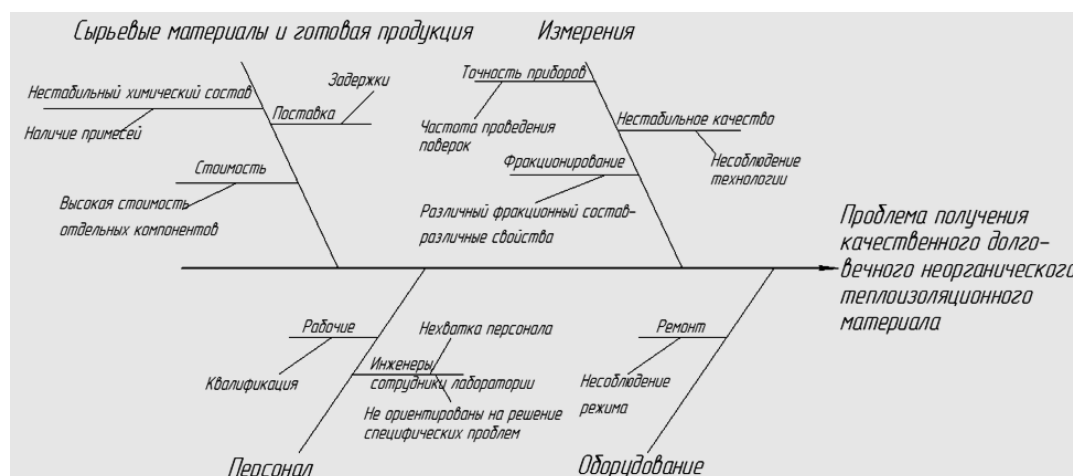 Сырьевые материалы и готовая продукция
Измерения
Нестабильный химический состав
Наличие примесей
Задержки
Поставка
Стоимость
Высокая стоимость
отдельных компонентов
Точность приборов
Частота проведения
поверок
Нестабильное качество
Несоблюдение
технологии
Фракционирование
Различный фракционный состав-
различные свойства
Проблема получения
качественного долго-
вечного неорганического
теплоизоляционного
материала
Рабочие
Квалификация
Нехватка персонала
Инженеры
сотрудники лаборатории
Не ориентированы на решение
специфических проблем
Ремонт
Несоблюдение
режима
Персонал
Оборудование